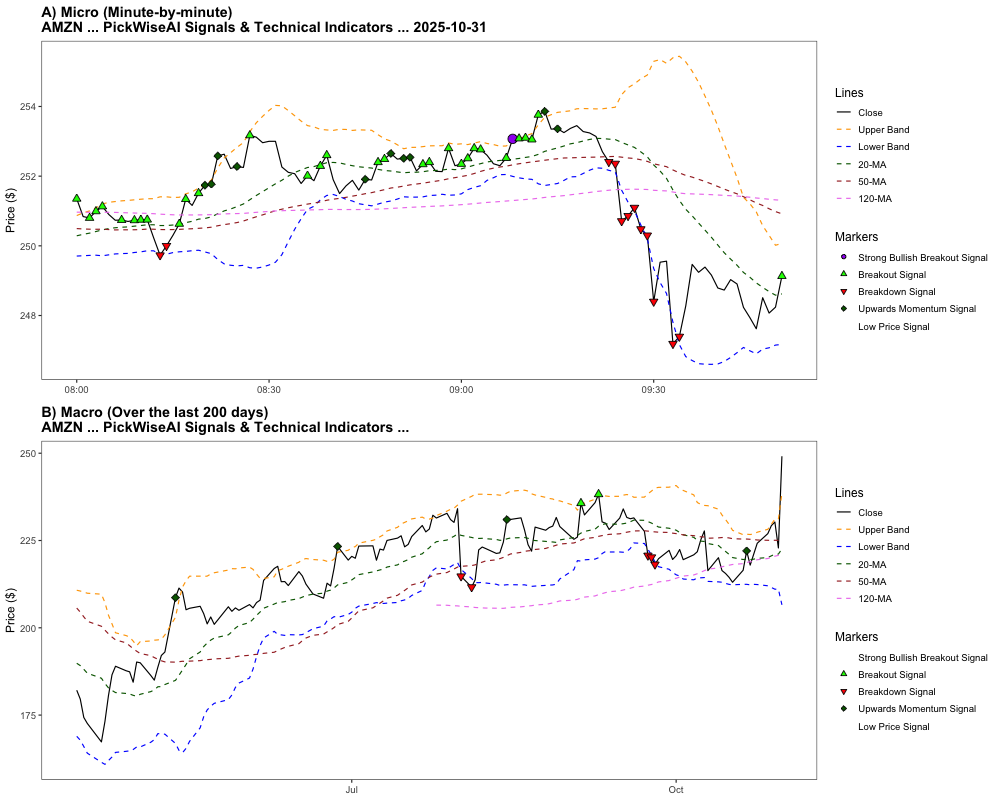 A) Micro (Minute-by-minute)
AMZN ... PickWiseAI Signals & Technical Indicators ... 2025-10-31
Price ($)
254
252
250
248
08:00
08:30
09:00
09:30
Lines
Close
Upper Band
Lower Band
20-MA
50-MA
120-MA
Markers
Strong Bullish Breakout Signal
Breakout Signal
Breakdown Signal
Upwards Momentum Signal
Low Price Signal
B) Macro (Over the last 200 days)
AMZN ... PickWiseAI Signals & Technical Indicators ...
Price ($)
250
225
200
175
Jul
Oct
Lines
Close
Upper Band
Lower Band
20-MA
50-MA
120-MA
Markers
Strong Bullish Breakout Signal
Breakout Signal
Breakdown Signal
Upwards Momentum Signal
Low Price Signal